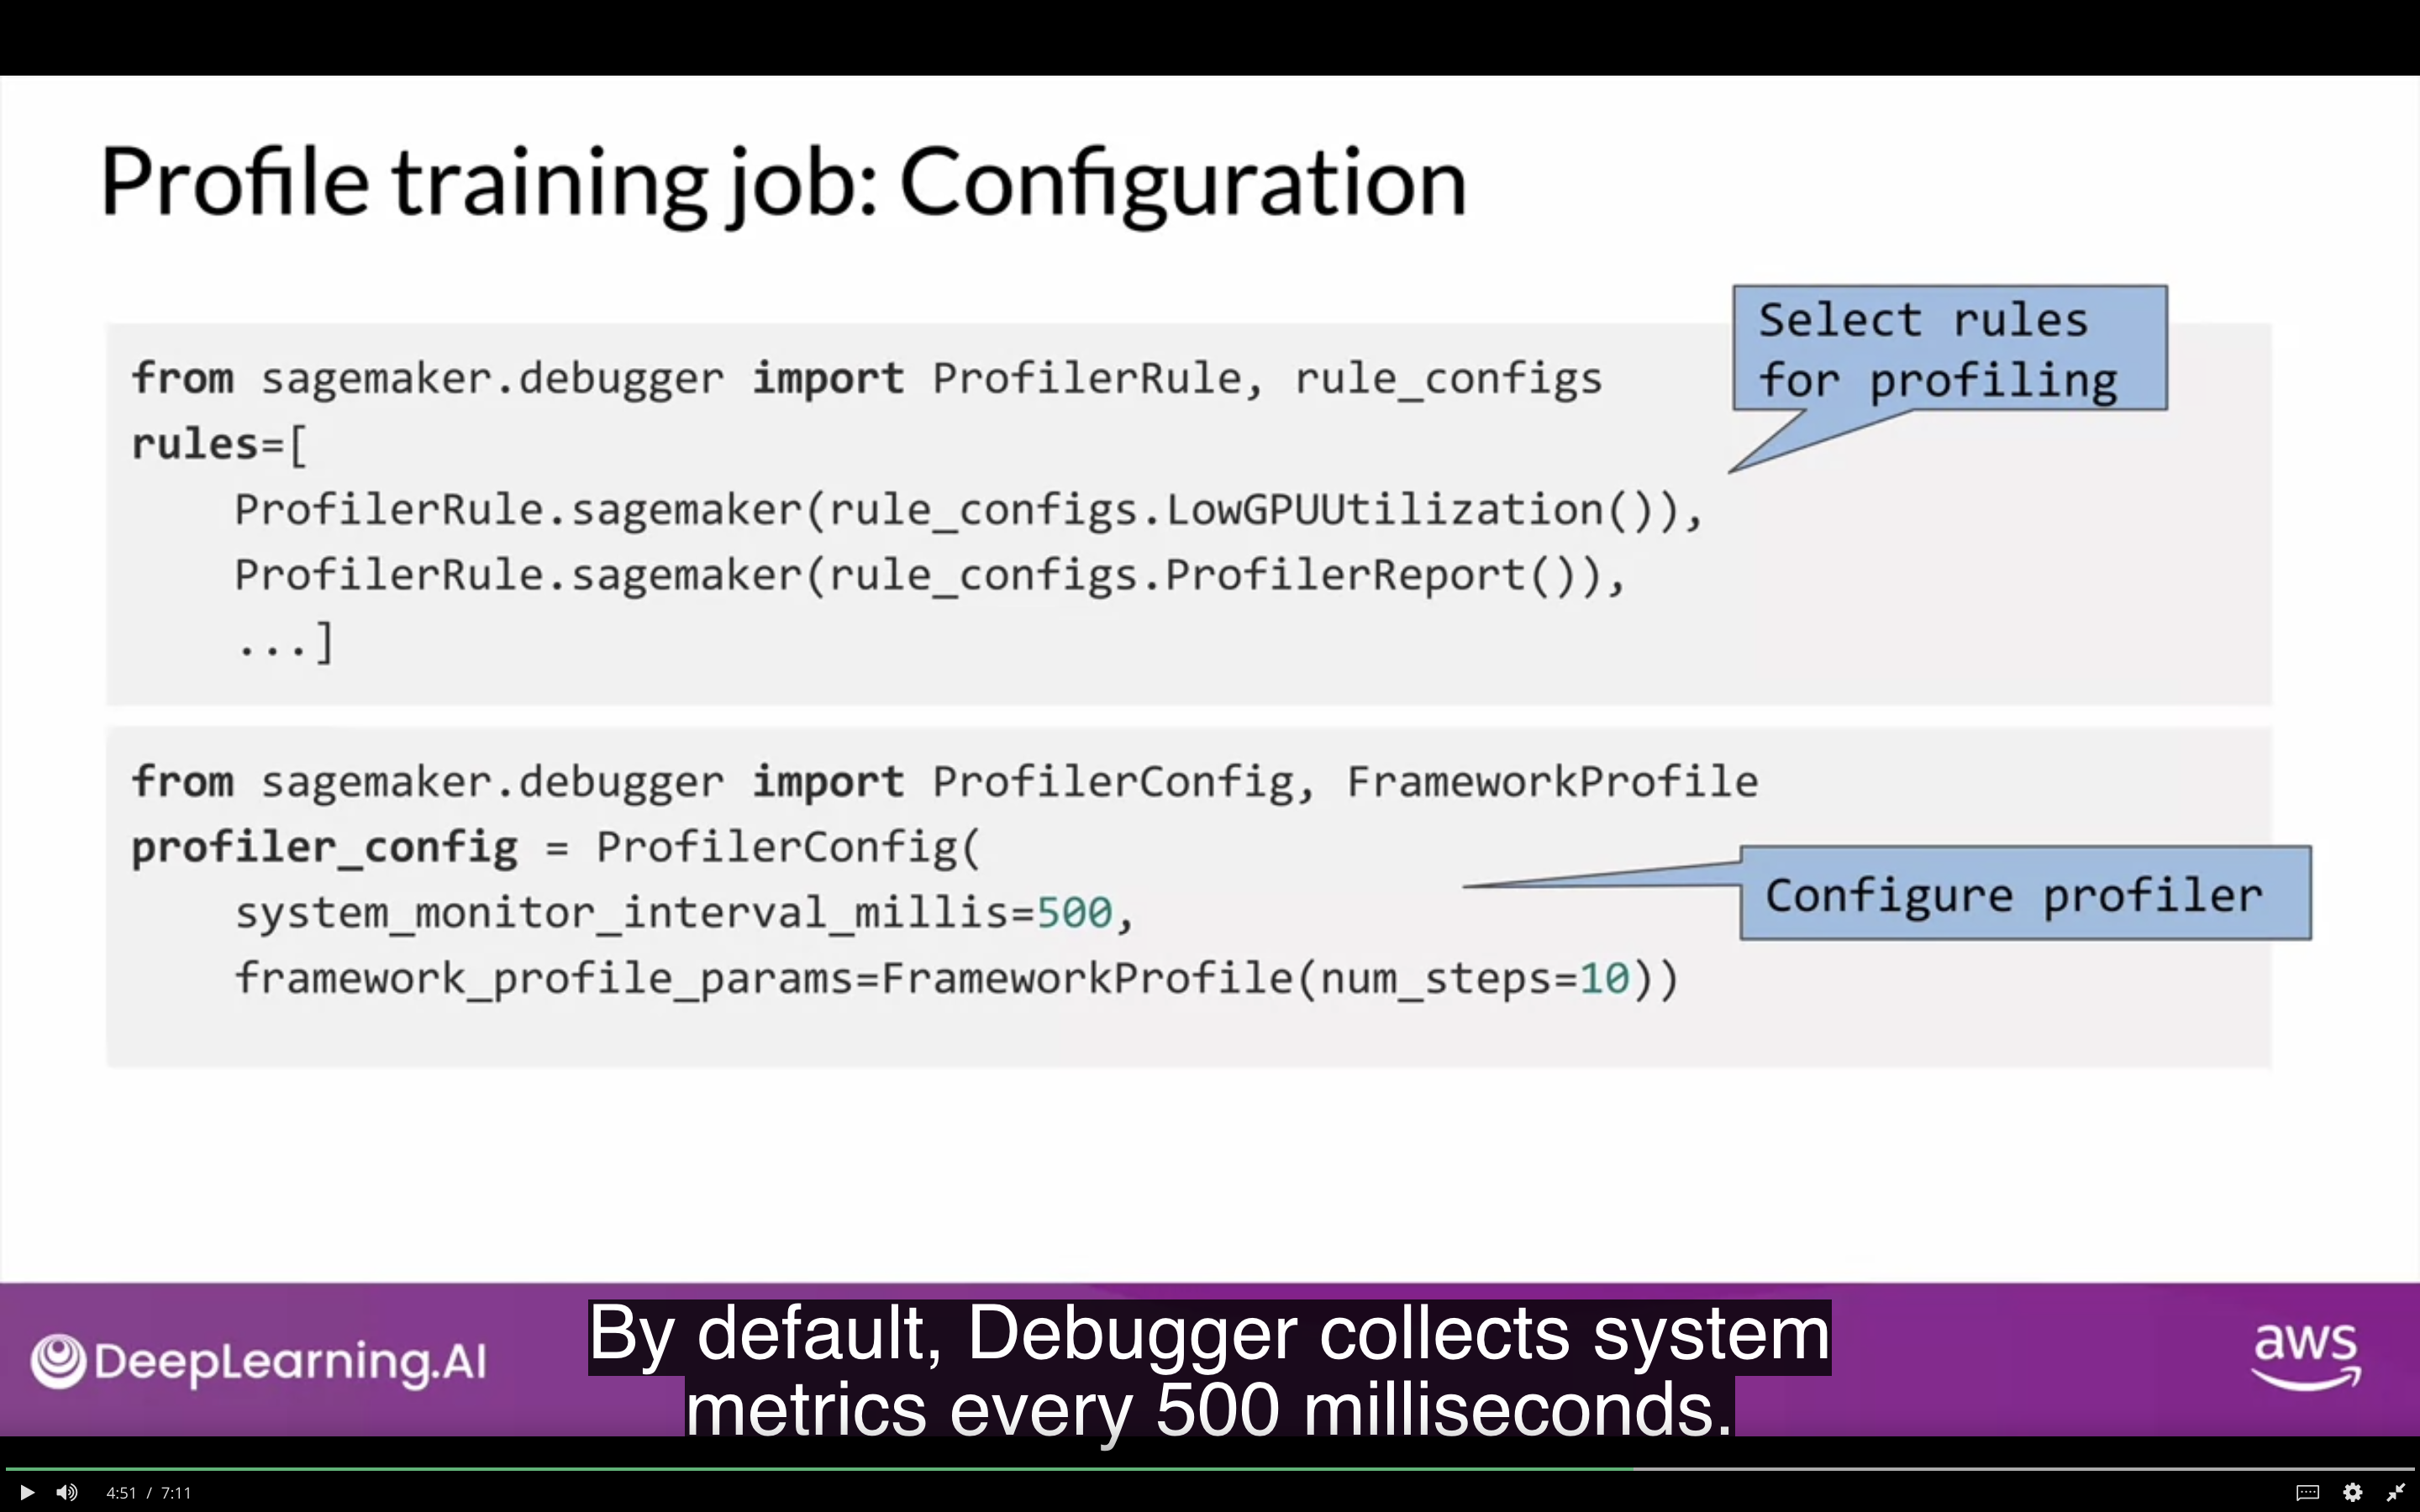 Profile training job: Configuration
Select rules
for profiling
from sagemaker.debugger import ProfilerRule, rule_configs
rules=[
    ProfilerRule.sagemaker(rule_configs.LowGPUUtilization()),
    ProfilerRule.sagemaker(rule_configs.ProfilerReport()),
    ...]
from sagemaker.debugger import ProfilerConfig, FrameworkProfile
profiler_config = ProfilerConfig(
    system_monitor_interval_millis=500,
    framework_profile_params=FrameworkProfile(num_steps=10))
Configure profiler
DeepLearning.AI
By default, Debugger collects system
metrics every 500 milliseconds.
aws
4:51 / 7:11